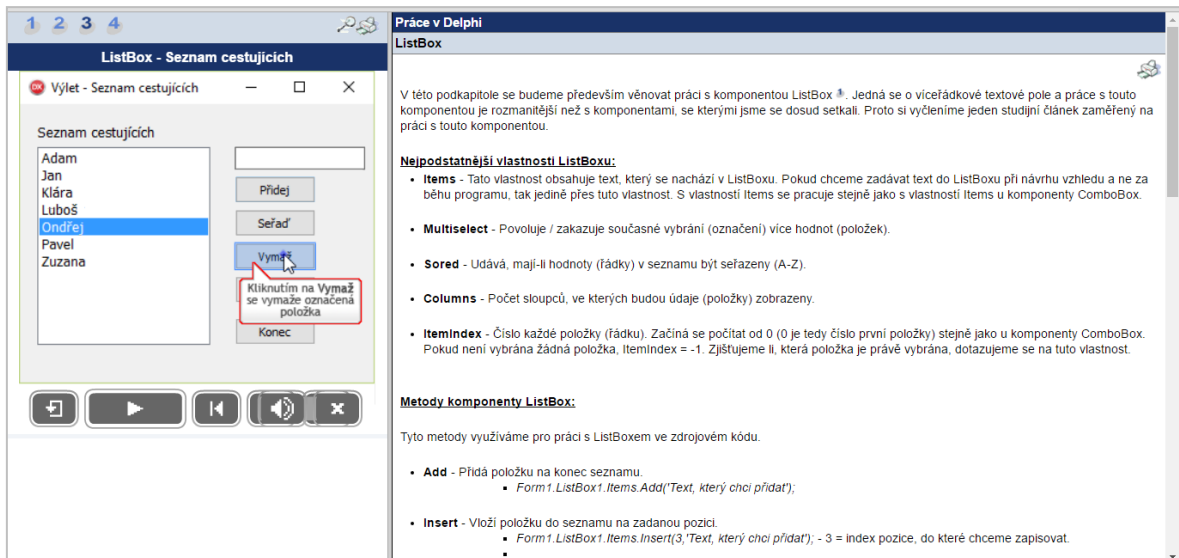 1 2 3 4
ListBox - Seznam cestujících
Výlet - Seznam cestujících
Seznam cestujících
Adam
Jan
Klára
Luboš
Ondřej
Pavel
Zuzana
Přidej
Seřaď
Vymaž
Kliknutím na Vymaž
se vymaže označená
položka
Konec
Práce v Delphi
ListBox
V této podkapitole se budeme především věnovat práci s komponentou ListBox. Jedná se o víceřádkové textové pole a práce s touto
komponentou je rozmanitější než s komponentami, se kterými jsme se dosud setkali. Proto si vyčleníme jeden studijní článek zaměřený na
práci s touto komponentou.
Nejpodstatnější vlastnosti ListBoxu:
• Items - Tato vlastnost obsahuje text, který se nachází v ListBoxu. Pokud chceme zadávat text do ListBoxu při návrhu vzhledu a ne za
běhu programu, tak jedině přes tuto vlastnost. S vlastností Items se pracuje stejně jako s vlastností Items u komponenty ComboBox.
• Multiselect - Povoluje / zakazuje současné vybrání (označení) více hodnot (položek).
• Sored - Udává, mají-li hodnoty (řádky) v seznamu být seřazeny (A-Z).
• Columns - Počet sloupců, ve kterých budou údaje (položky) zobrazeny.
• ItemIndex - Číslo každé položky (řádku). Začíná se počítat od 0 (0 je tedy číslo první položky) stejně jako u komponenty ComboBox.
Pokud není vybrána žádná položka, ItemIndex = -1. Zjišťujeme li, která položka je právě vybrána, dotazujeme se na tuto vlastnost.
Metody komponenty ListBox:
Tyto metody využíváme pro práci s ListBoxem ve zdrojovém kódu.
• Add - Přidá položku na konec seznamu.
▪ Form1.ListBox1.Items.Add('Text, který chci přidat');
• Insert - Vloží položku do seznamu na zadanou pozici.
▪ Form1.ListBox1.Items.Insert(3,'Text, který chci přidat'); - 3 = index pozice, do které chceme zapisovat.